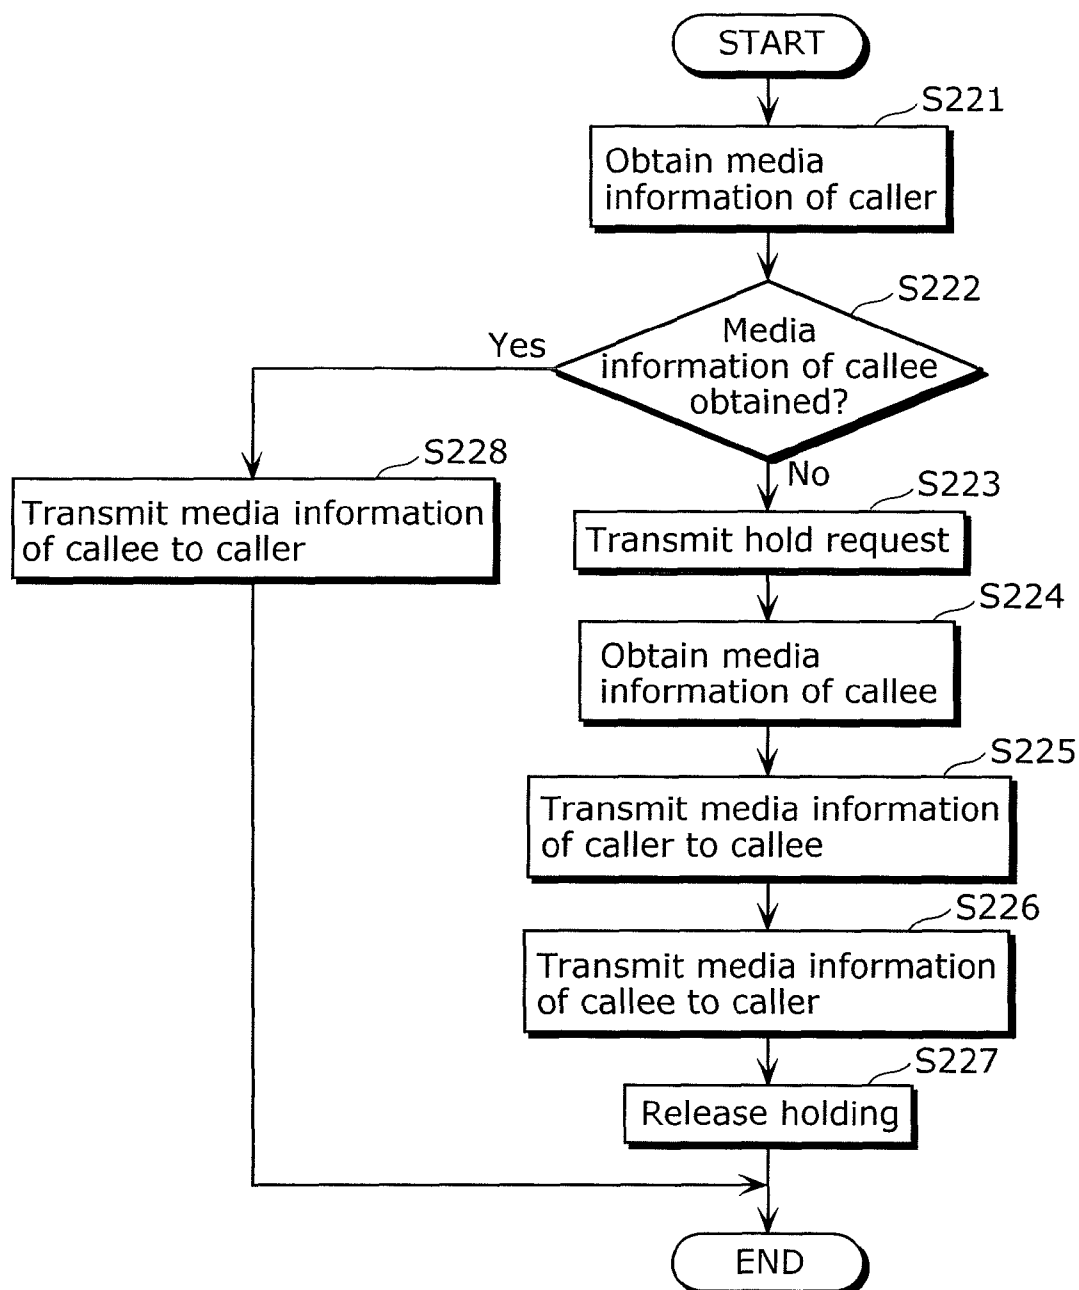 START
S221
Obtain media
information of caller
S222
Media
information of callee
obtained?
Yes
No
S228
Transmit media information
of callee to caller
S223
Transmit hold request
S224
Obtain media
information of callee
S225
Transmit media information
of caller to callee
S226
Transmit media information
of callee to caller
S227
Release holding
END